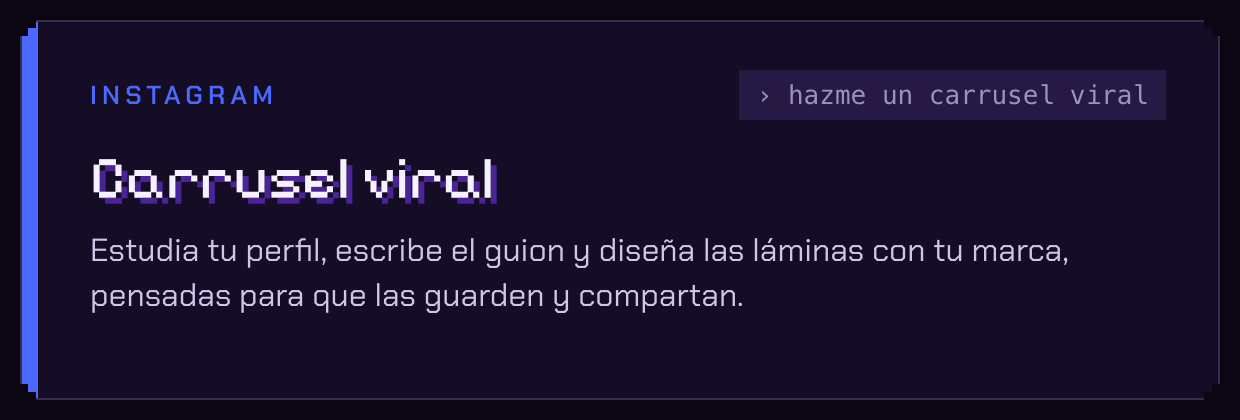 INSTAGRAM
› hazme un carrusel viral
Carrusel viral
Estudia tu perfil, escribe el guion y diseña las láminas con tu marca,
pensadas para que las guarden y compartan.